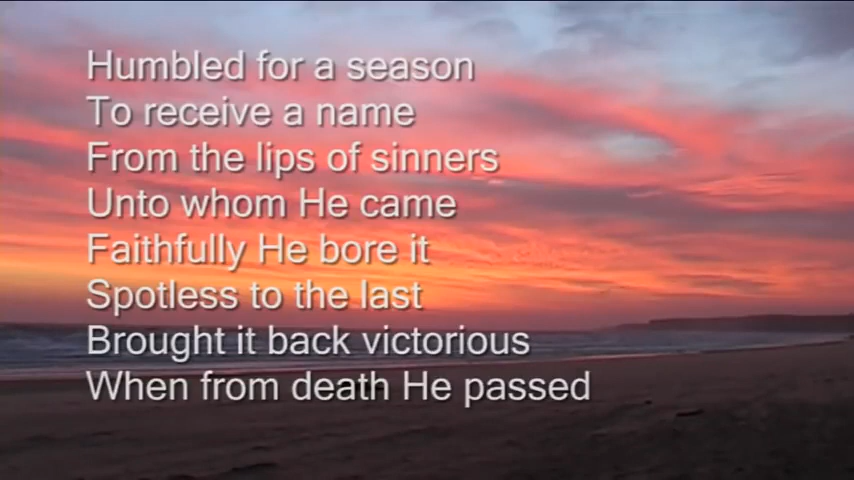 Humbled for a season
To receive a name
From the lips of sinners
Unto whom He came
Faithfully He bore it
Spotless to the last
Brought it back victorious
When from death He passed